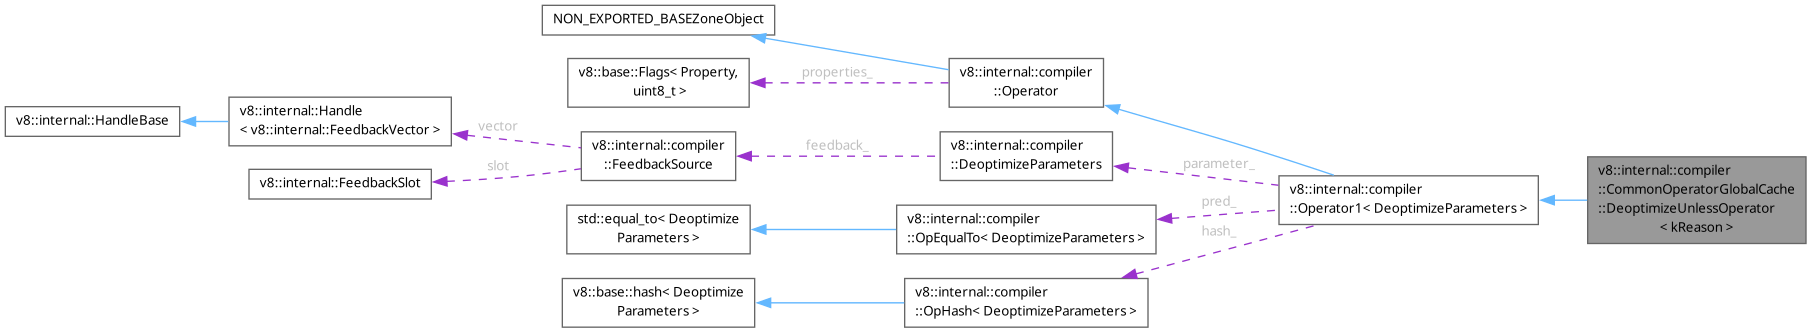 NON_EXPORTED_BASEZoneObject
v8::base::Flags< Property,
uint8_t >
properties_
v8::internal::compiler
::Operator
v8::internal::HandleBase
v8::internal::Handle
< v8::internal::FeedbackVector >
vector
v8::internal::compiler
::FeedbackSource
feedback_
v8::internal::compiler
::DeoptimizeParameters
parameter_
slot
v8::internal::FeedbackSlot
v8::internal::compiler
::Operator1< DeoptimizeParameters >
v8::internal::compiler
::CommonOperatorGlobalCache
::DeoptimizeUnlessOperator
< kReason >
std::equal_to< Deoptimize
Parameters >
v8::internal::compiler
::OpEqualTo< DeoptimizeParameters >
pred_
hash_
v8::base::hash< Deoptimize
Parameters >
v8::internal::compiler
::OpHash< DeoptimizeParameters >